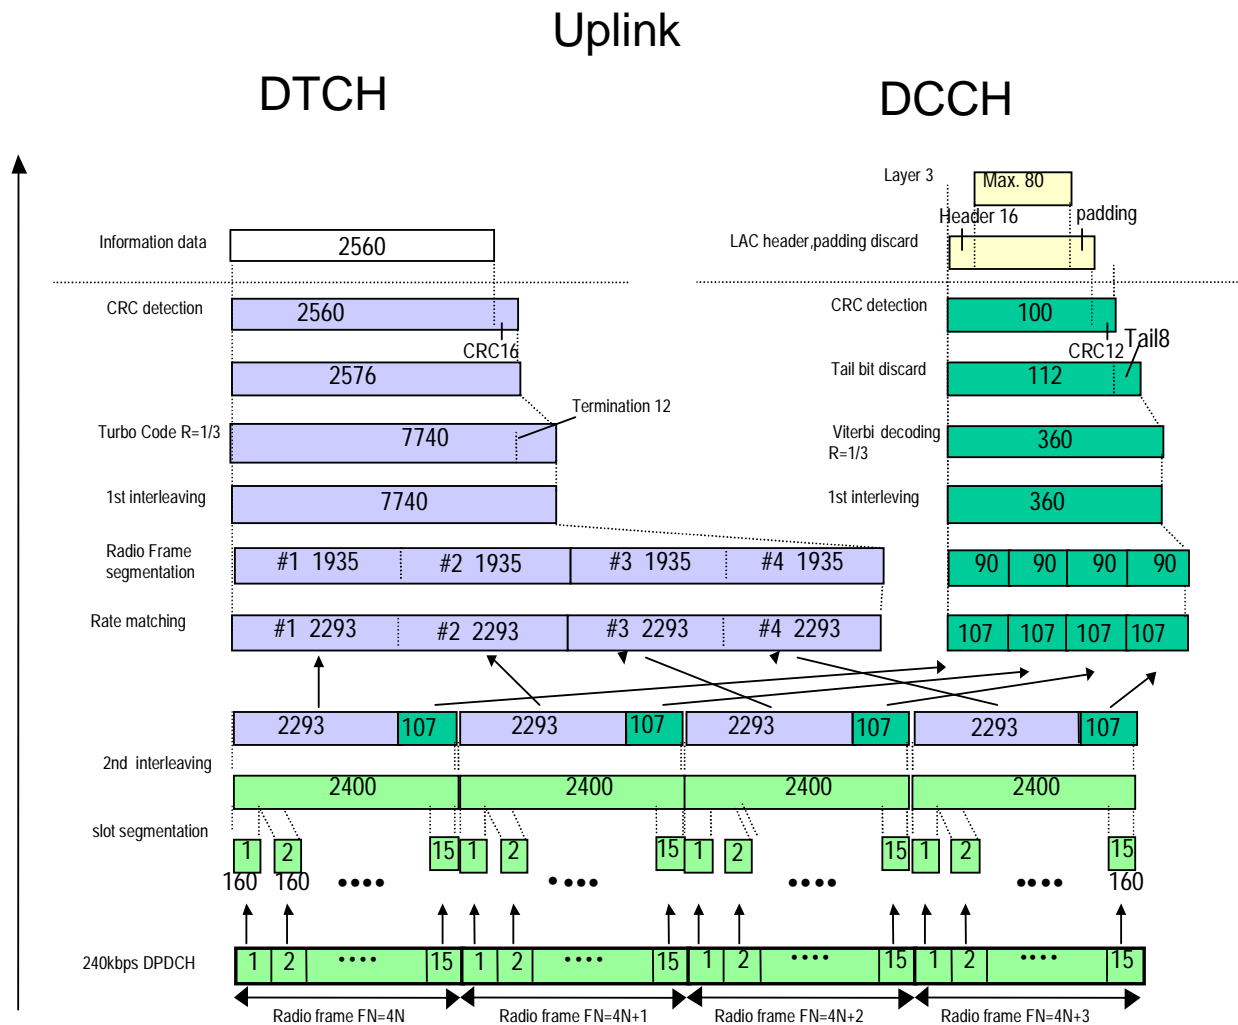 Uplink
DTCH
DCCH
Layer 3
Max. 80
Header 16
padding
Information data
2560
LAC header,padding discard
CRC detection
2560
CRC16
CRC detection
100
CRC12
Tail8
2576
Tail bit discard
112
Termination 12
Turbo Code R=1/3
7740
Viterbi decoding
R=1/3
360
1st interleaving
7740
1st interleving
360
Radio Frame
segmentation
#1 1935
#2 1935
#3 1935
#4 1935
90
90
90
90
Rate matching
#1 2293
#2 2293
#3 2293
#4 2293
107
107
107
107
2293
107
2293
107
2293
107
2293
107
2nd interleaving
2400
2400
2400
2400
slot segmentation
1
2
15
1
2
15
1
2
15
1
2
15
160
160
160
240kbps DPDCH
1
2
15
1
2
15
1
2
15
1
2
15
Radio frame FN=4N
Radio frame FN=4N+1
Radio frame FN=4N+2
Radio frame FN=4N+3